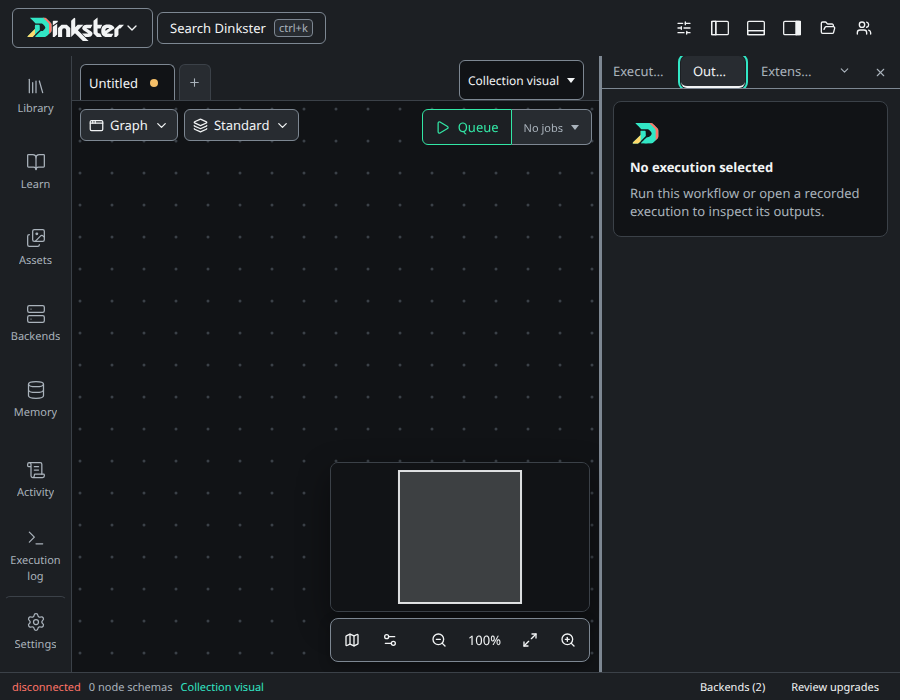 Dinkster
Search Dinkster ctrl+k
Library
Learn
Assets
Backends
Memory
Activity
Execution
log
Settings
Untitled
+
Collection visual
Graph
Standard
Queue
No jobs
100%
Execut...
Out...
Extens...
No execution selected
Run this workflow or open a recorded
execution to inspect its outputs.
disconnected 0 node schemas Collection visual
Backends (2) Review upgrades